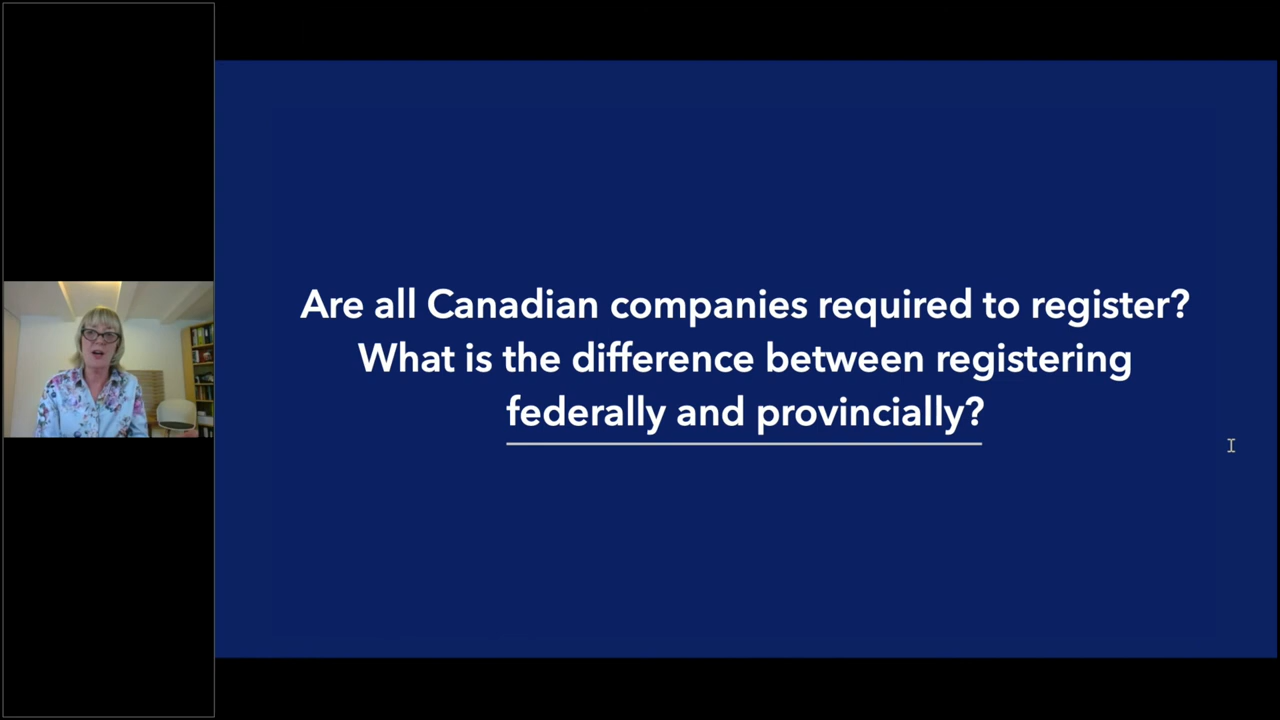 Are all Canadian companies required to register?
What is the difference between registering
federally and provincially?